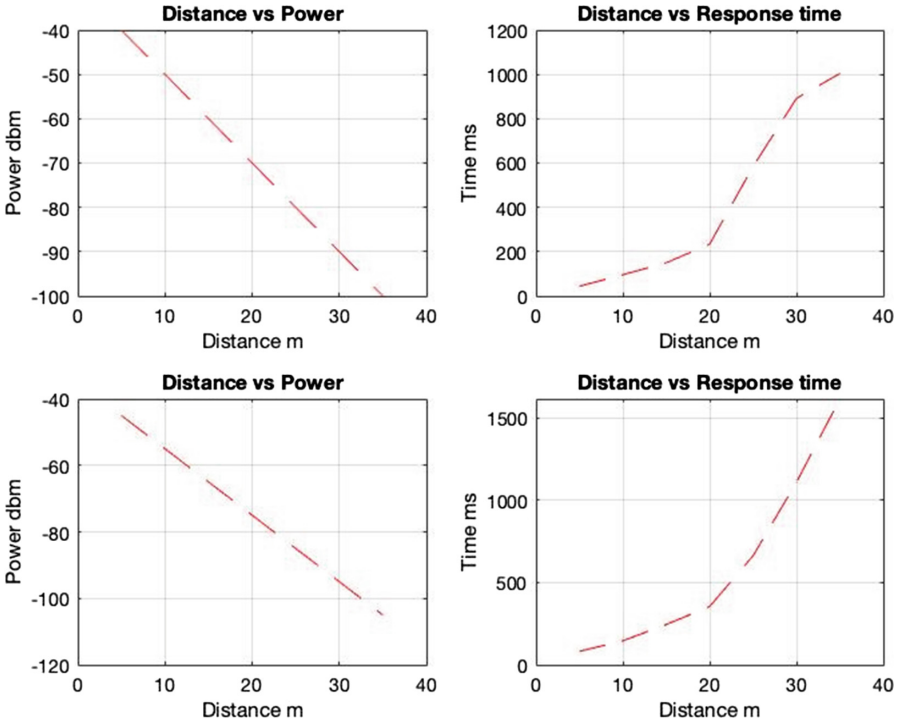 Distance vs Power
-40
-50
-60
-70
-80
-90
-100
Power dbm
0 10 20 30 40
Distance m
Distance vs Response time
1200
1000
800
600
400
200
0
Time ms
0 10 20 30 40
Distance m
Distance vs Power
-40
-60
-80
-100
-120
Power dbm
0 10 20 30 40
Distance m
Distance vs Response time
1500
1000
500
0
Time ms
0 10 20 30 40
Distance m